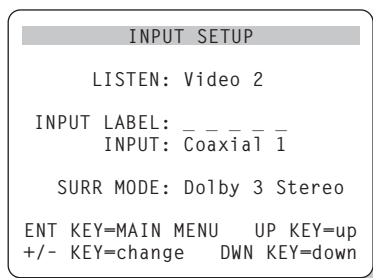 INPUT SETUP
LISTEN: Video 2
INPUT LABEL: _ _ _ _ _
INPUT: Coaxial 1
SURR MODE: Dolby 3 Stereo
ENT KEY=MAIN MENU UP KEY=up
+/- KEY=change DWN KEY=down